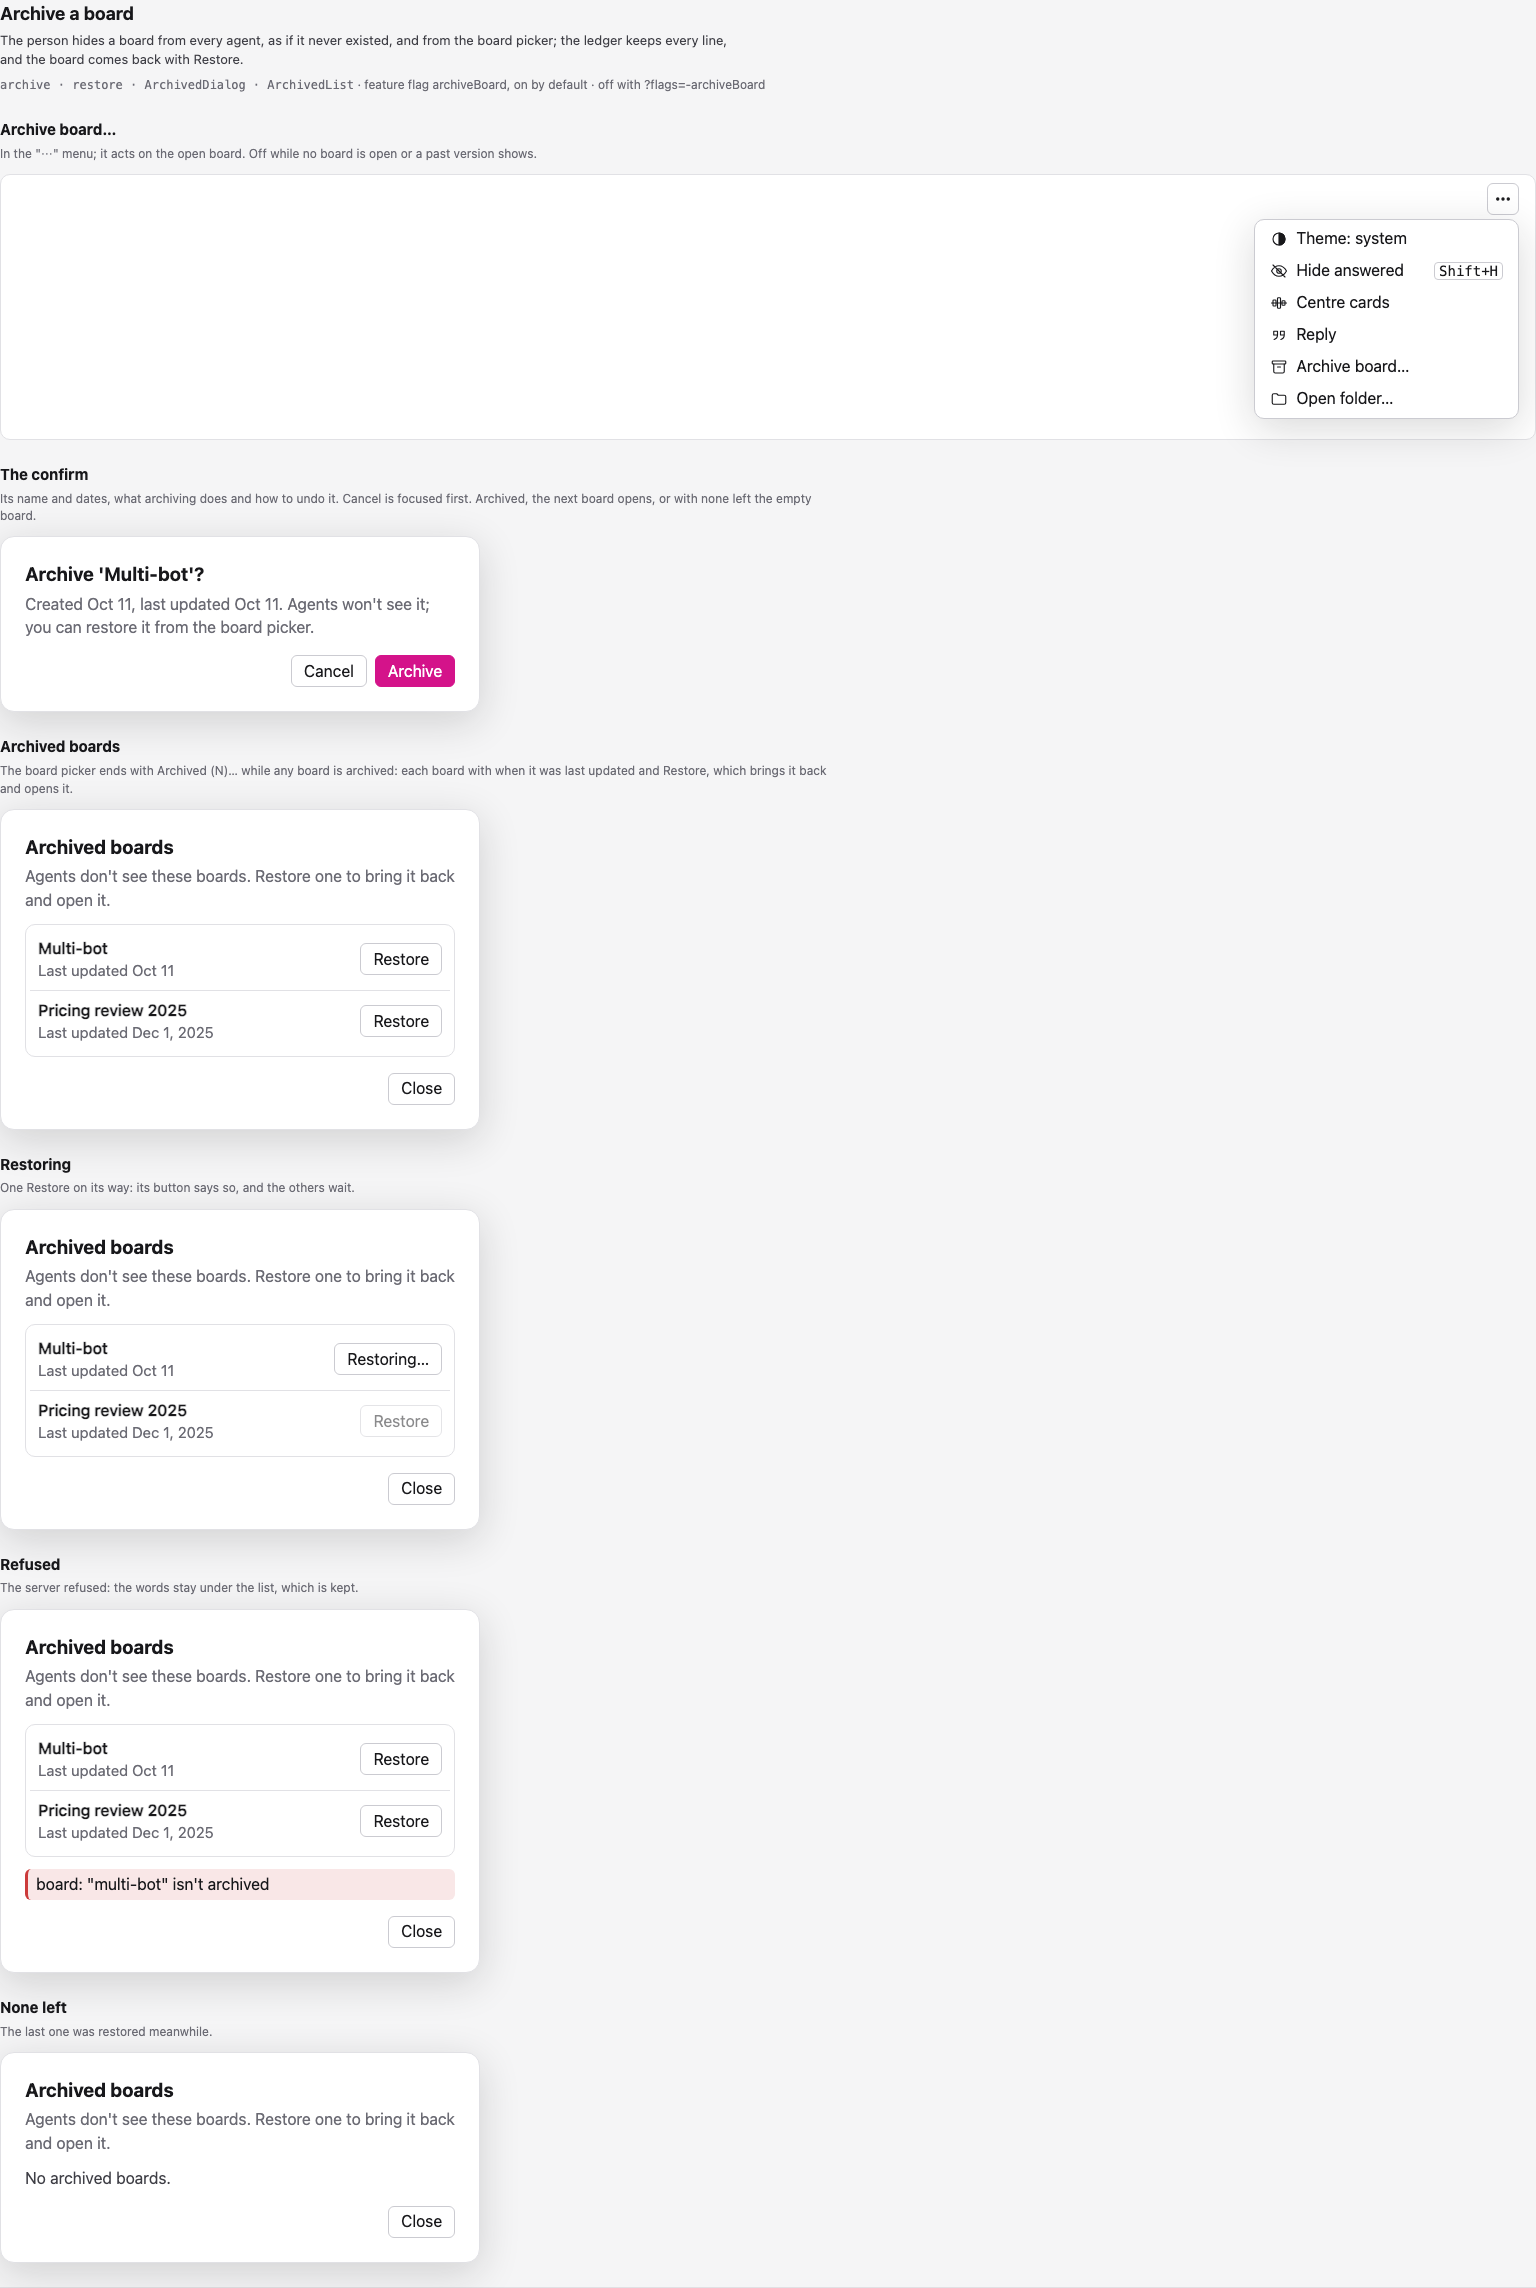 Archive a board
The person hides a board from every agent, as if it never existed, and from the board picker; the ledger keeps every line,
and the board comes back with Restore.
archive · restore · ArchivedDialog · ArchivedList · feature flag archiveBoard, on by default · off with ?flags=-archiveBoard
Archive board...
In the "···" menu; it acts on the open board. Off while no board is open or a past version shows.
Theme: system
Hide answered Shift+H
Centre cards
Reply
Archive board...
Open folder...
The confirm
Its name and dates, what archiving does and how to undo it. Cancel is focused first. Archived, the next board opens, or with none left the empty
board.
Archive 'Multi-bot'?
Created Oct 11, last updated Oct 11. Agents won't see it;
you can restore it from the board picker.
Cancel Archive
Archived boards
The board picker ends with Archived (N)... while any board is archived: each board with when it was last updated and Restore, which brings it back
and opens it.
Archived boards
Agents don't see these boards. Restore one to bring it back
and open it.
Multi-bot
Last updated Oct 11
Restore
Pricing review 2025
Last updated Dec 1, 2025
Restore
Close
Restoring
One Restore on its way: its button says so, and the others wait.
Archived boards
Agents don't see these boards. Restore one to bring it back
and open it.
Multi-bot
Last updated Oct 11
Restoring...
Pricing review 2025
Last updated Dec 1, 2025
Restore
Close
Refused
The server refused: the words stay under the list, which is kept.
Archived boards
Agents don't see these boards. Restore one to bring it back
and open it.
Multi-bot
Last updated Oct 11
Restore
Pricing review 2025
Last updated Dec 1, 2025
Restore
board: "multi-bot" isn't archived
Close
None left
The last one was restored meanwhile.
Archived boards
Agents don't see these boards. Restore one to bring it back
and open it.
No archived boards.
Close